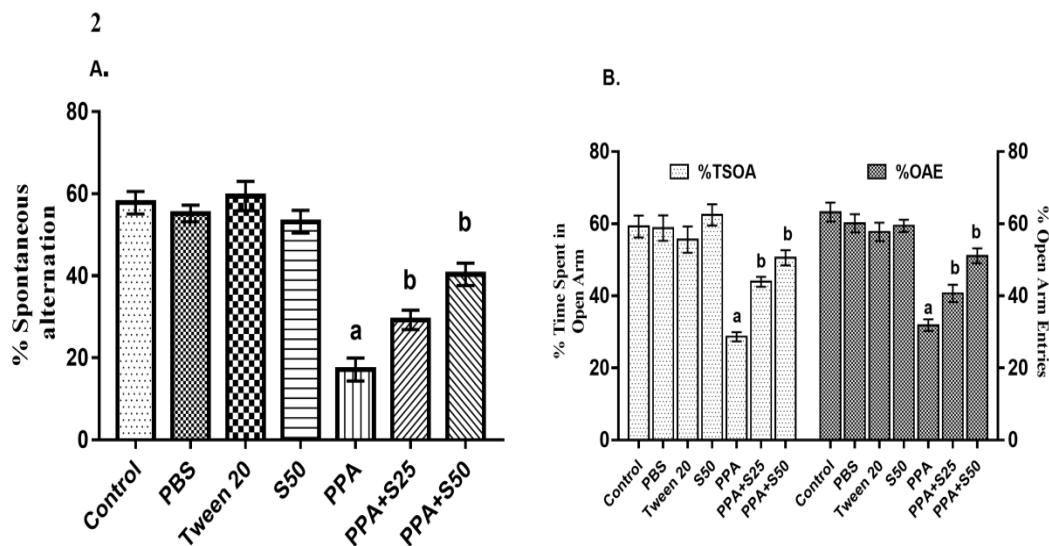 2
A.
% Spontaneous
alternation
80
60
40
20
0
a
b
b
Control
PBS
Tween 20
S50
PPA
PPA+S25
PPA+S50
B.
% Time Spent in
Open Arm
80
60
40
20
0
%TSOA
%OAE
a
b
b
a
b
b
Control
PBS
Tween 20
S50
PPA
PPA+S25
PPA+S50
Control
PBS
Tween 20
S50
PPA
PPA+S25
PPA+S50
80
60
40
20
0
% Open Arm
Entries